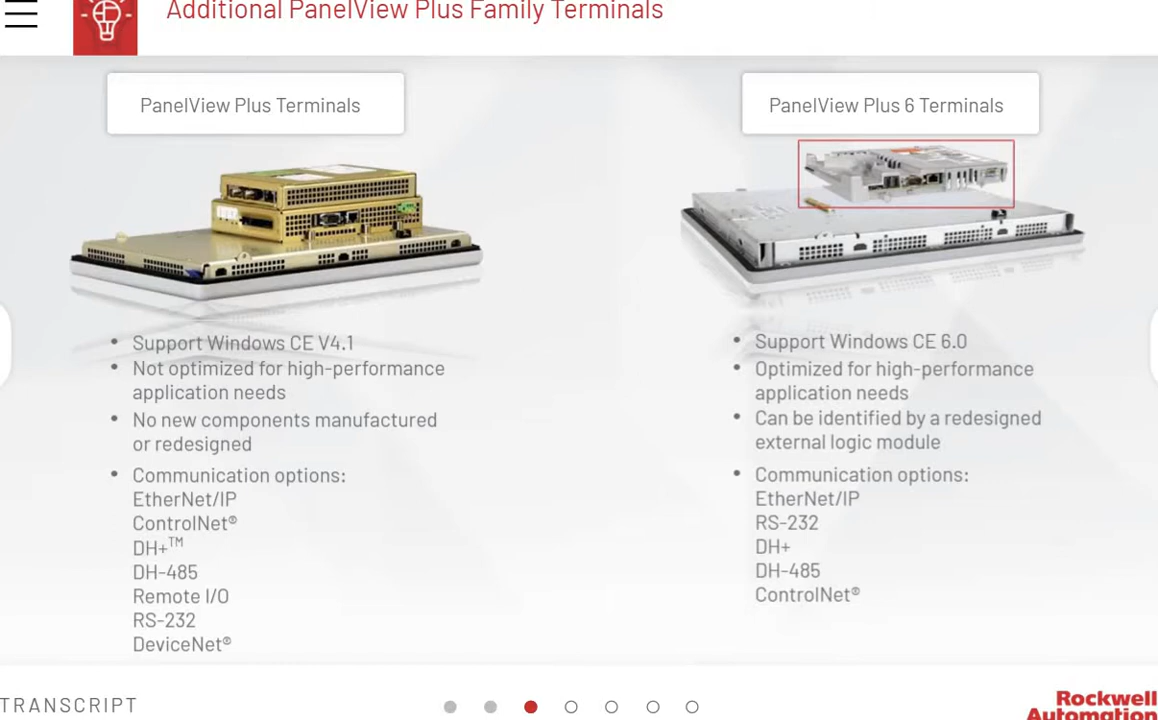 Additional PanelView Plus Family Terminals
PanelView Plus Terminals
• Support Windows CE V4.1
• Not optimized for high-performance
application needs
• No new components manufactured
or redesigned
• Communication options:
EtherNet/IP
ControlNet®
DH+™
DH-485
Remote I/O
RS-232
DeviceNet®
PanelView Plus 6 Terminals
• Support Windows CE 6.0
• Optimized for high-performance
application needs
• Can be identified by a redesigned
external logic module
• Communication options:
EtherNet/IP
RS-232
DH+
DH-485
ControlNet®
TRANSCRIPT
Rockwell
Automation